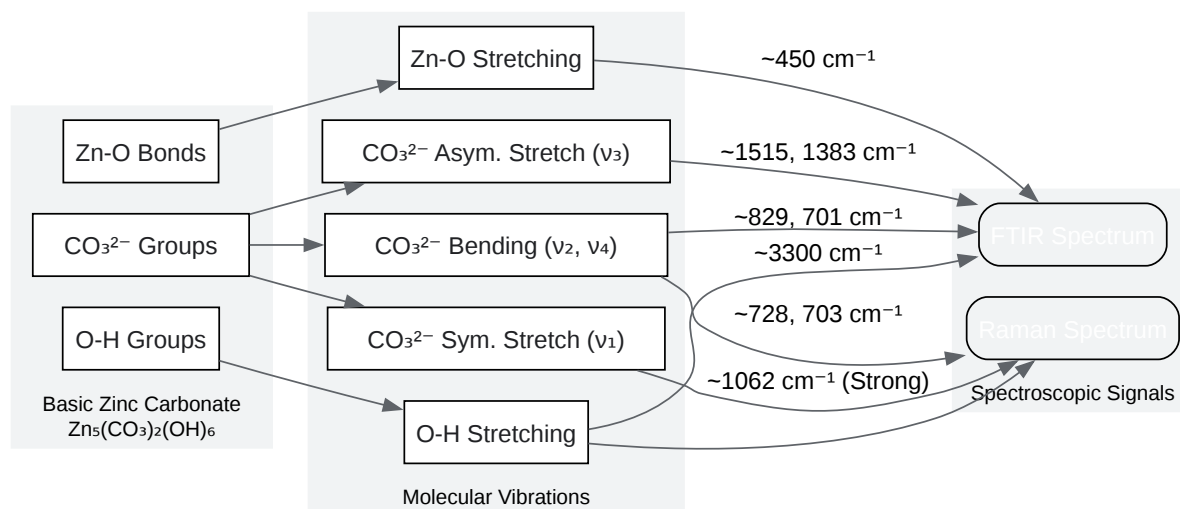 Zn-O Bonds
CO₃²⁻ Groups
O-H Groups
Basic Zinc Carbonate
Zn₅(CO₃)₂(OH)₆
Zn-O Stretching
CO₃²⁻ Asym. Stretch (ν₃)
CO₃²⁻ Bending (ν₂, ν₄)
CO₃²⁻ Sym. Stretch (ν₁)
O-H Stretching
Molecular Vibrations
~450 cm⁻¹
~1515, 1383 cm⁻¹
~829, 701 cm⁻¹
~3300 cm⁻¹
~728, 703 cm⁻¹
~1062 cm⁻¹ (Strong)
FTIR Spectrum
Raman Spectrum
Spectroscopic Signals